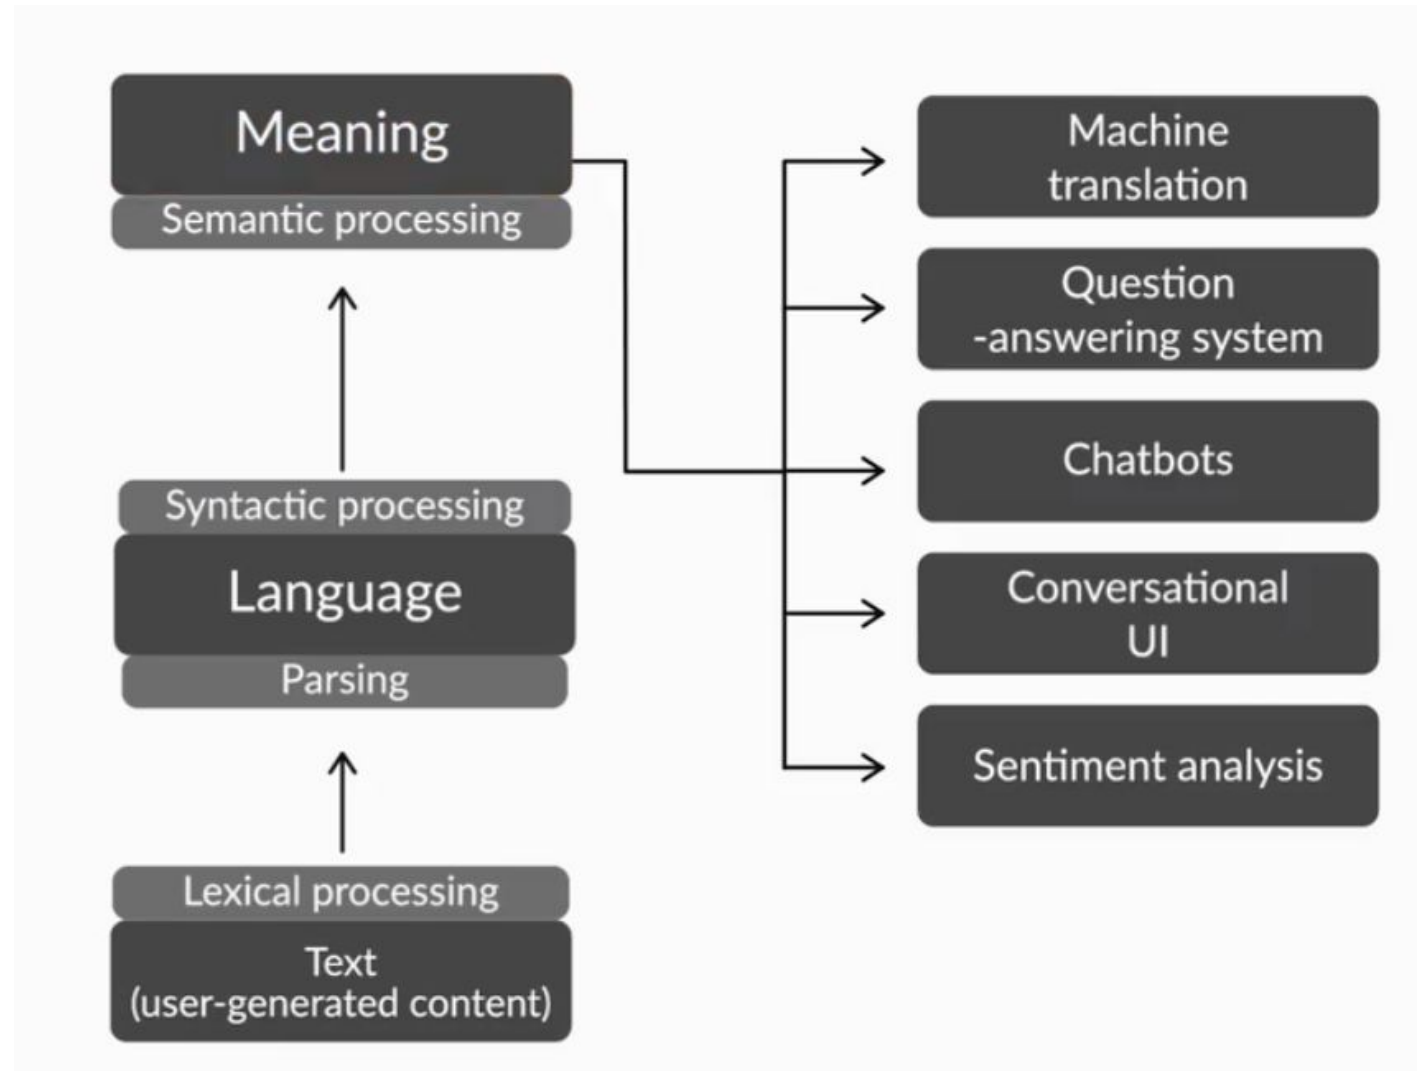 Meaning
Semantic processing
Syntactic processing
Language
Parsing
Lexical processing
Text
(user-generated content)
Machine
translation
Question
-answering system
Chatbots
Conversational
UI
Sentiment analysis